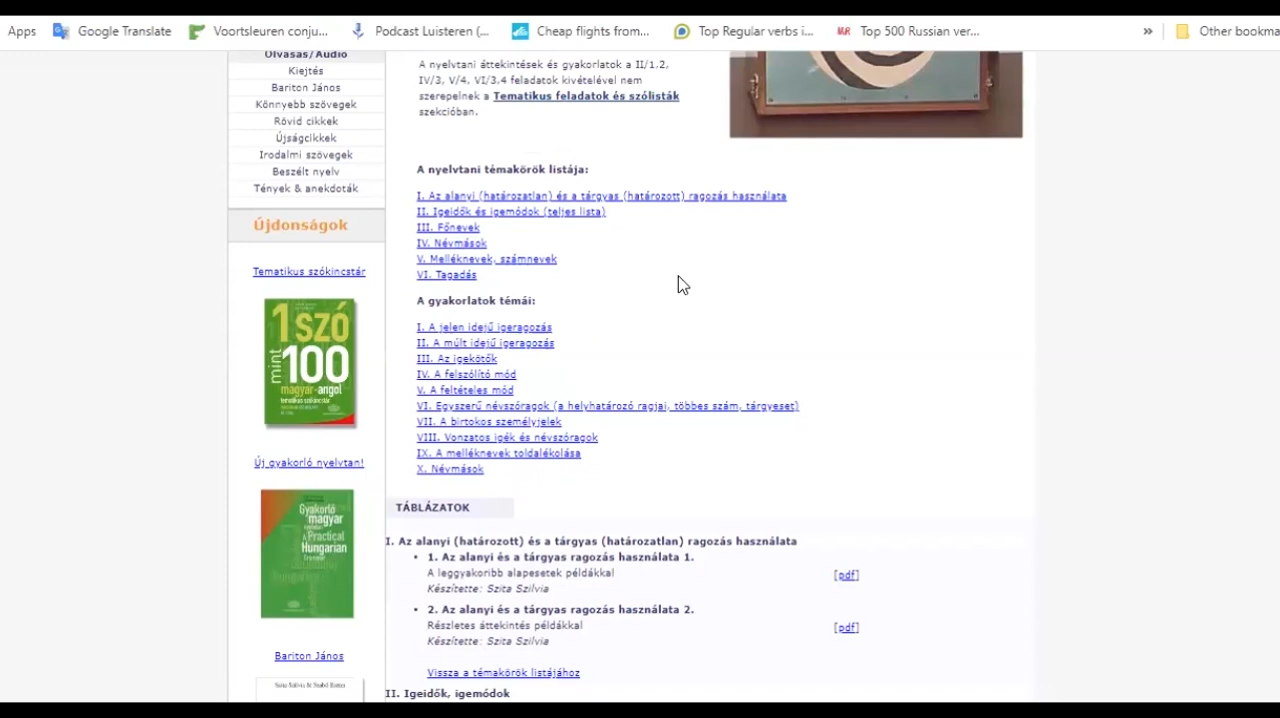 Apps
Google Translate
Voortsleuren conju...
Podcast Luisteren (...
Cheap flights from...
Top Regular verbs i...
Top 500 Russian ver...
»
Other bookma
Olvasás/Audio
Kiejtés
Bariton János
Könnyebb szövegek
Rövid cikkek
Újságcikkek
Irodalmi szövegek
Beszélt nyelv
Tények & anekdoták
Újdonságok
Tematikus szókincstár
1 szó
mint 100
magyar-angol
tematikus szókincstár
Új gyakorló nyelvtan!
Gyakorló
magyar
A Practical
Hungarian
Bariton János
Szita Szilvia & Szabó Eszter
A nyelvtani áttekintések és gyakorlatok a II/1,2,
IV/3, V/4, VI/3,4 feladatok kivételével nem
szerepelnek a Tematikus feladatok és szólisták
szekcióban.
A nyelvtani témakörök listája:
I. Az alanyi (határozatlan) és a tárgyas (határozott) ragozás használata
II. Igeidők és igemódok (teljes lista)
III. Főnevek
IV. Névmások
V. Melléknevek, számnevek
VI. Tagadás
A gyakorlatok témái:
I. A jelen idejű igeragozás
II. A múlt idejű igeragozás
III. Az igekötők
IV. A felszólító mód
V. A feltételes mód
VI. Egyszerű névszóragok (a helyhatározó ragjai, többes szám, tárgyeset)
VII. A birtokos személyjelek
VIII. Vonzatos igék és névszóragok
IX. A melléknevek toldalékolása
X. Névmások
TÁBLÁZATOK
I. Az alanyi (határozott) és a tárgyas (határozatlan) ragozás használata
• 1. Az alanyi és a tárgyas ragozás használata 1.
A leggyakoribb alapesetek példákkal
[pdf]
Készítette: Szita Szilvia
• 2. Az alanyi és a tárgyas ragozás használata 2.
Részletes áttekintés példákkal
[pdf]
Készítette: Szita Szilvia
Vissza a témakörök listájához
II. Igeidők, igemódok